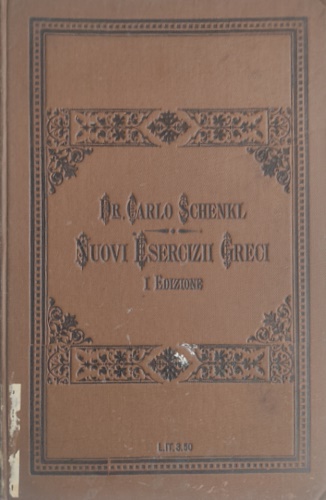 DR. CARLO SCHENKL
NUOVI ESERCIZII GRECI
I EDIZIONE
L. IT. 3.50